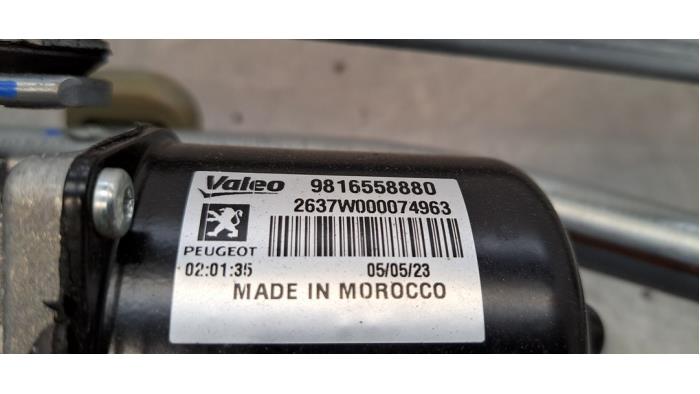 Valeo 9816558880
2637W000074963
PEUGEOT
02:01:35 05/05/23
MADE IN MOROCCO